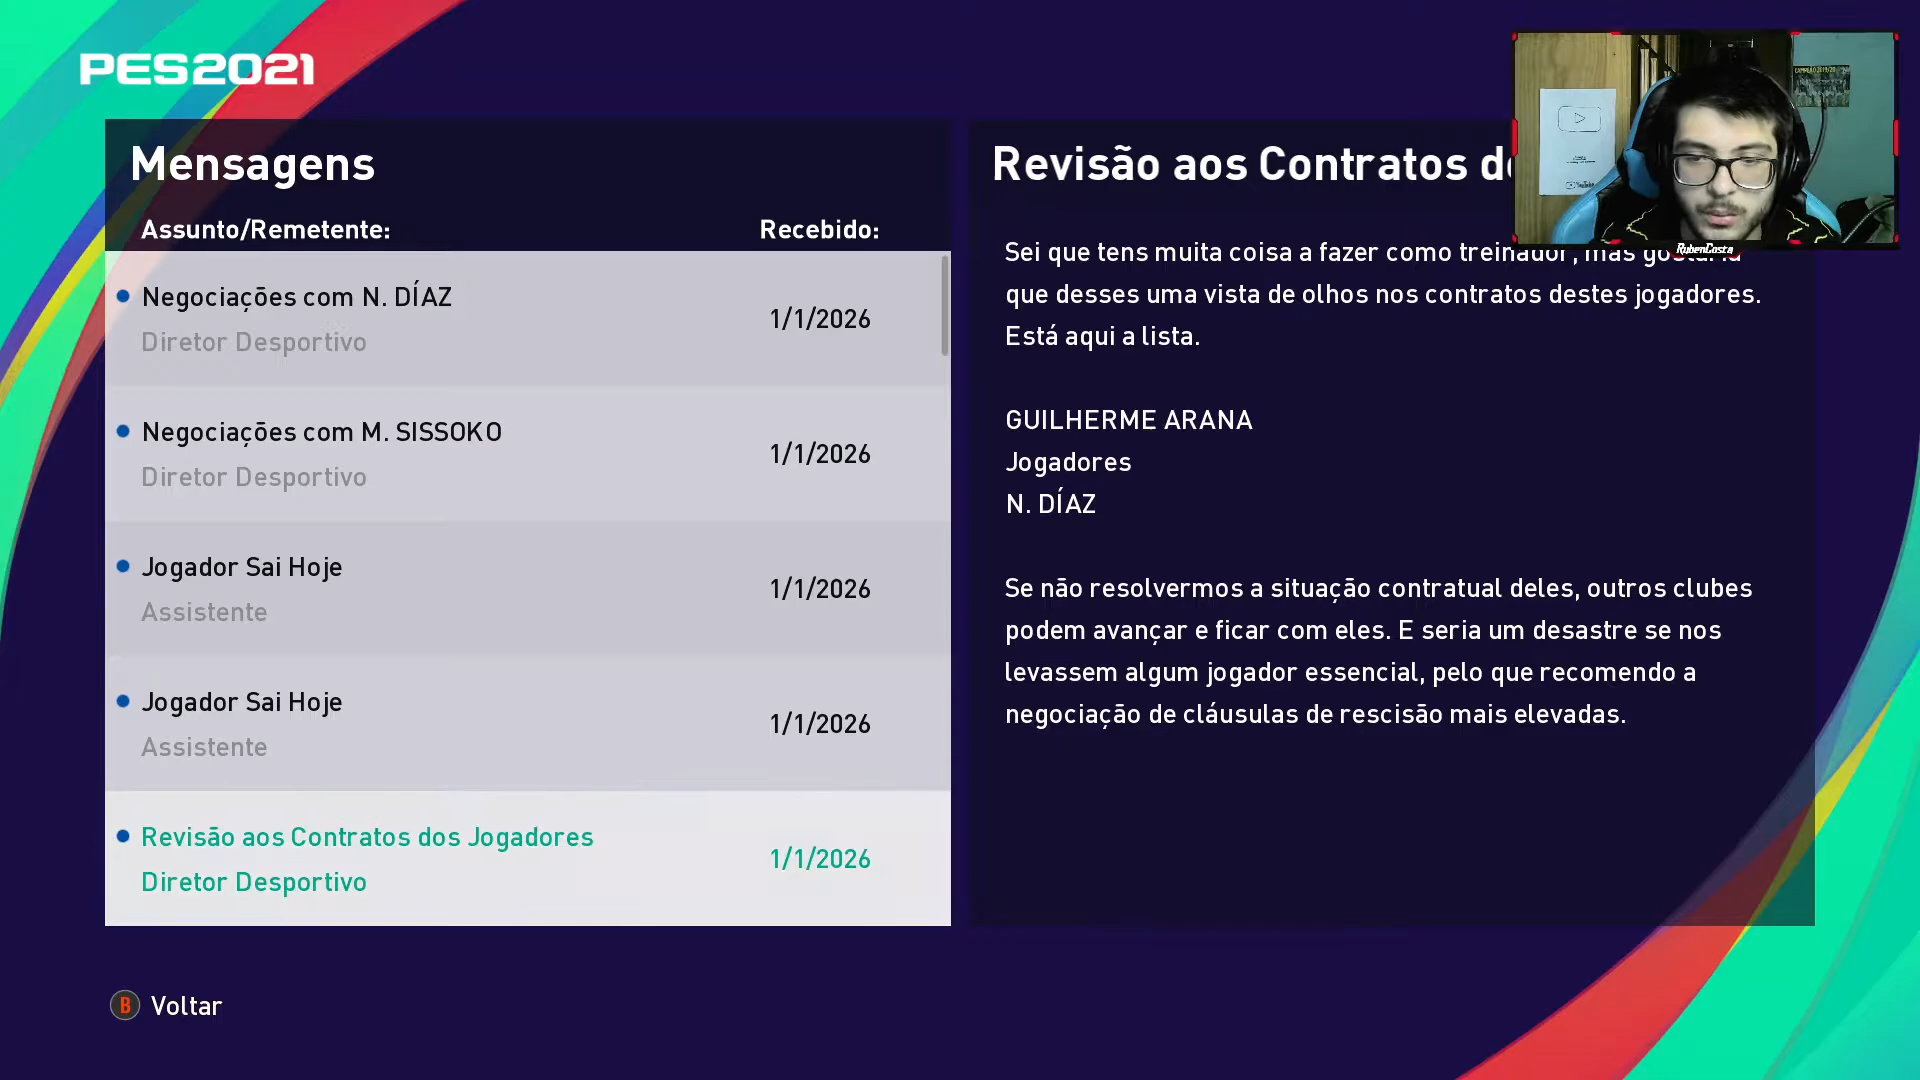 PES2021
Mensagens
Assunto/Remetente:
Recebido:
Negociações com N. DÍAZ
Diretor Desportivo
1/1/2026
Negociações com M. SISSOKO
Diretor Desportivo
1/1/2026
Jogador Sai Hoje
Assistente
1/1/2026
Jogador Sai Hoje
Assistente
1/1/2026
Revisão aos Contratos dos Jogadores
Diretor Desportivo
1/1/2026
Revisão aos Contratos
Sei que tens muita coisa a fazer como treinador, mas gostaria
que desses uma vista de olhos nos contratos destes jogadores.
Está aqui a lista.
GUILHERME ARANA
Jogadores
N. DÍAZ
Se não resolvermos a situação contratual deles, outros clubes
podem avançar e ficar com eles. E seria um desastre se nos
levassem algum jogador essencial, pelo que recomendo a
negociação de cláusulas de rescisão mais elevadas.
RubenCosta
B Voltar